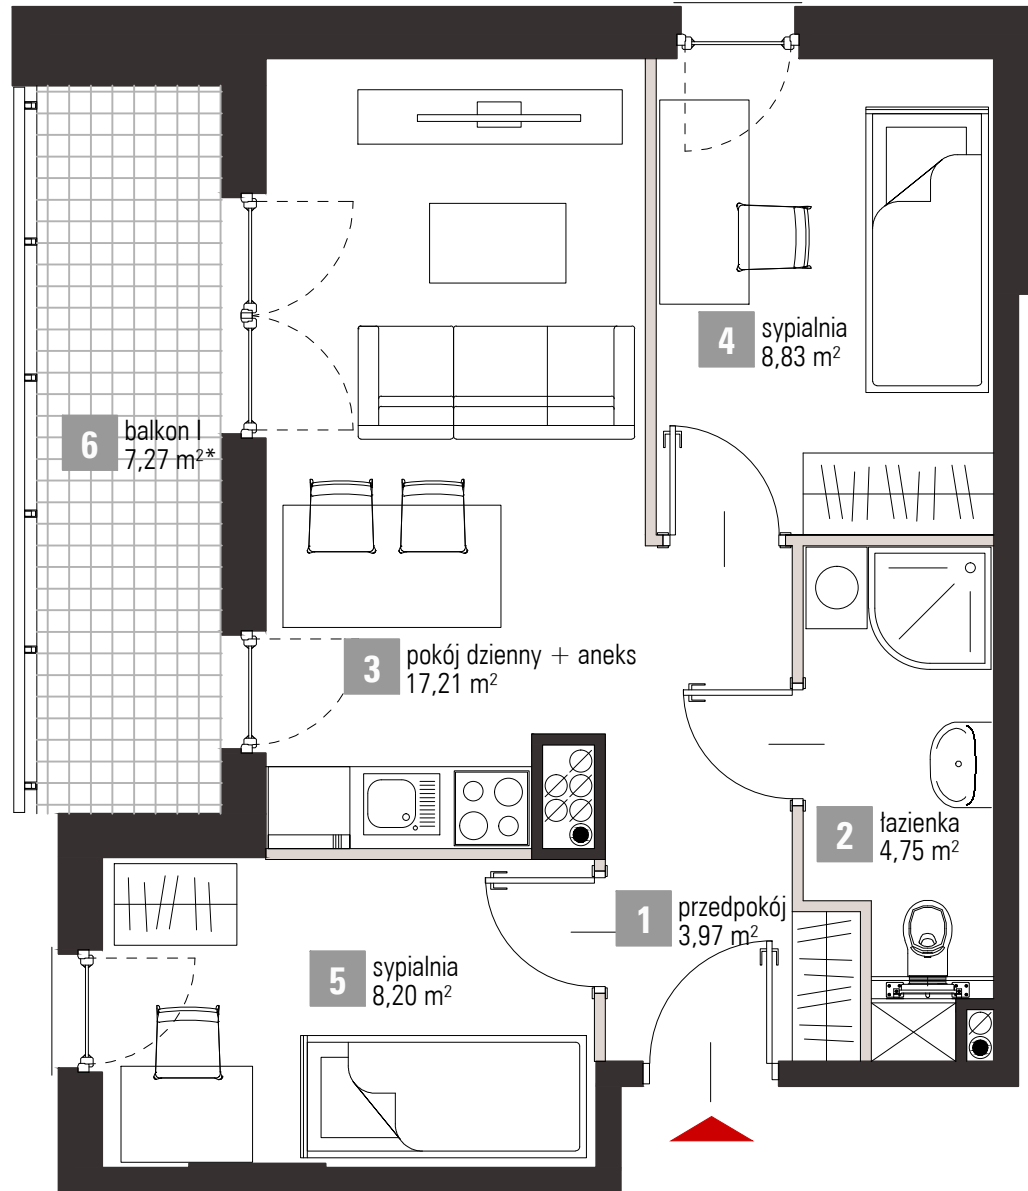 4
sypialnia
8,83 m²
6
balkon I
7,27 m²*
3
pokój dzienny + aneks
17,21 m²
2
łazienka
4,75 m²
1
przedpokój
3,97 m²
5
sypialnia
8,20 m²